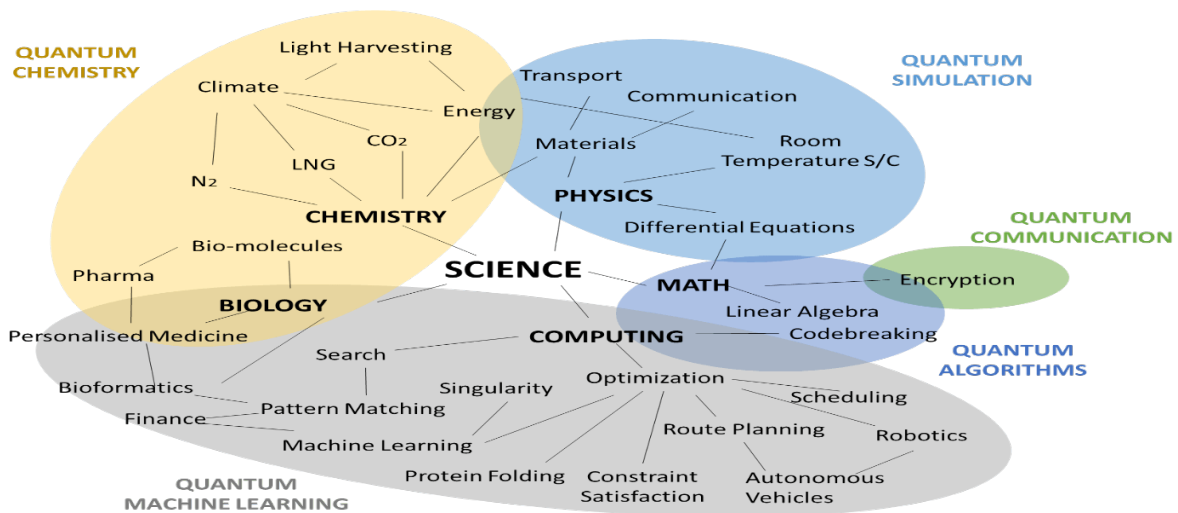 QUANTUM
CHEMISTRY
Light Harvesting
Climate
Energy
CO2
LNG
N2
CHEMISTRY
Bio-molecules
Pharma
BIOLOGY
Personalised Medicine
Transport
Communication
QUANTUM
SIMULATION
Materials
Room
Temperature S/C
PHYSICS
Differential Equations
QUANTUM
COMMUNICATION
SCIENCE
MATH
Encryption
Linear Algebra
Codebreaking
COMPUTING
QUANTUM
ALGORITHMS
Search
Optimization
Singularity
Scheduling
Bioformatics
Finance
Pattern Matching
Machine Learning
Route Planning
Robotics
Protein Folding
Constraint
Satisfaction
Autonomous
Vehicles
QUANTUM
MACHINE LEARNING